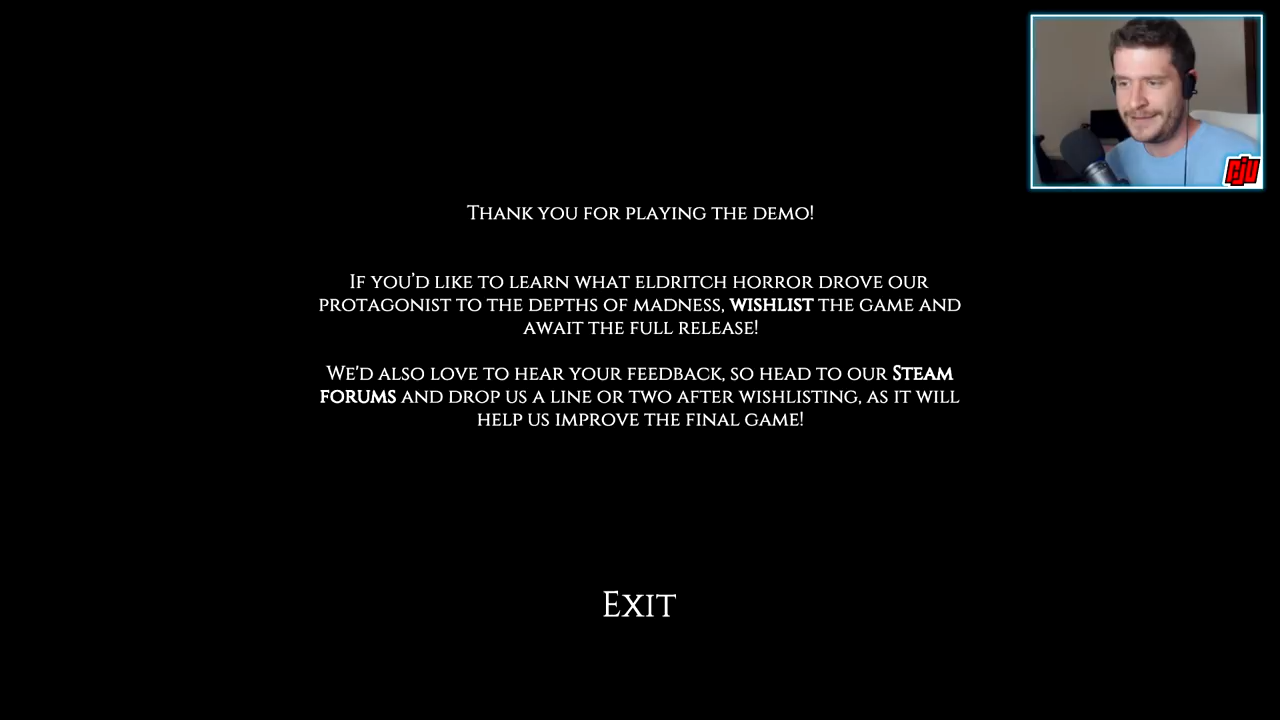 Thank you for playing the demo!
If you'd like to learn what eldritch horror drove our
protagonist to the depths of madness, wishlist the game and
await the full release!
We'd also love to hear your feedback, so head to our Steam
Forums and drop us a line or two after wishlisting, as it will
help us improve the final game!
Exit